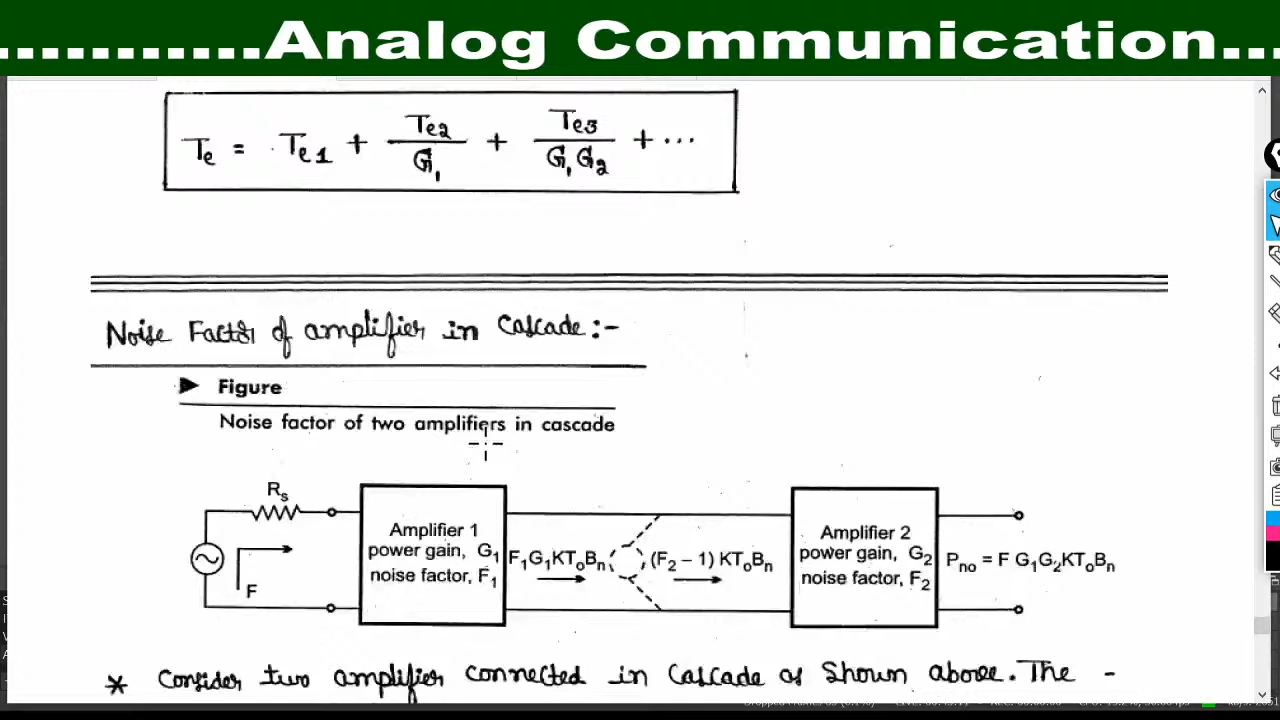 ...........Analog Communication...
Te = Te1 + Te2/G1 + Te3/G1G2 + ...
Noise Factor of amplifier in Cascade :-
▶ Figure
Noise factor of two amplifiers in cascade
Rs
F
Amplifier 1
power gain, G1
noise factor, F1
F1G1KToBn
(F2 – 1) KToBn
Amplifier 2
power gain, G2
noise factor, F2
Pno = F G1G2KToBn
* Consider two amplifier connected in Cascade as Shown above. The -